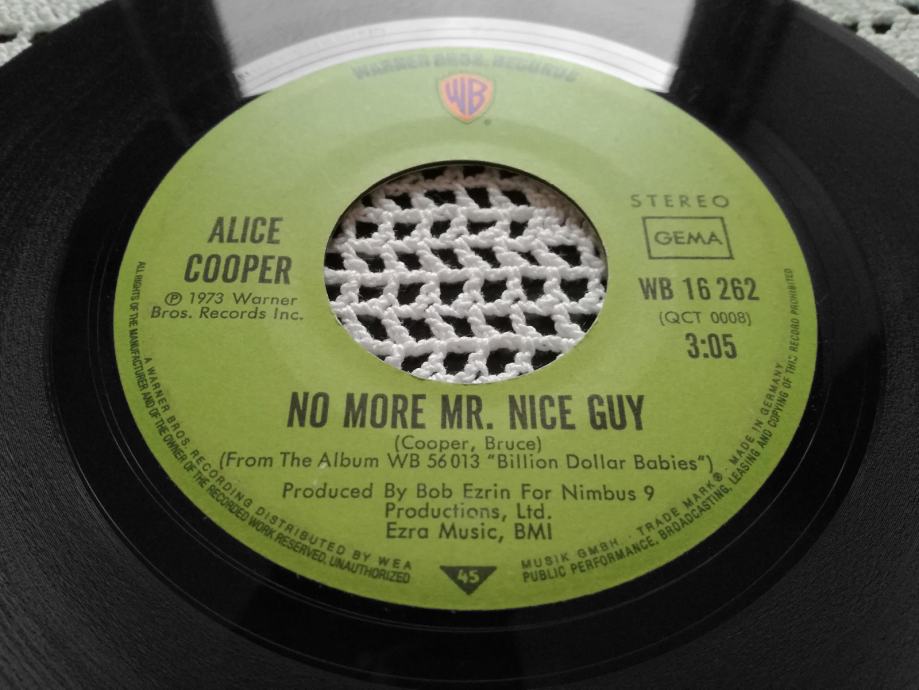 WARNER BROS. RECORDS
WB
ALICE
COOPER
℗ 1973 Warner
Bros. Records Inc.
STEREO
GEMA
WB 16 262
(QCT 0008)
3:05
NO MORE MR. NICE GUY
(Cooper, Bruce)
(From The Album WB 56013 "Billion Dollar Babies")
Produced By Bob Ezrin For Nimbus 9
Productions, Ltd.
Ezra Music, BMI
45
A WARNER BROS. RECORDING DISTRIBUTED BY WEA MUSIK GMBH · TRADE MARK® · MADE IN GERMANY
ALL RIGHTS OF THE MANUFACTURER AND OF THE OWNER OF THE RECORDED WORK RESERVED. UNAUTHORIZED PUBLIC PERFORMANCE, BROADCASTING, LEASING AND COPYING OF THIS RECORD PROHIBITED